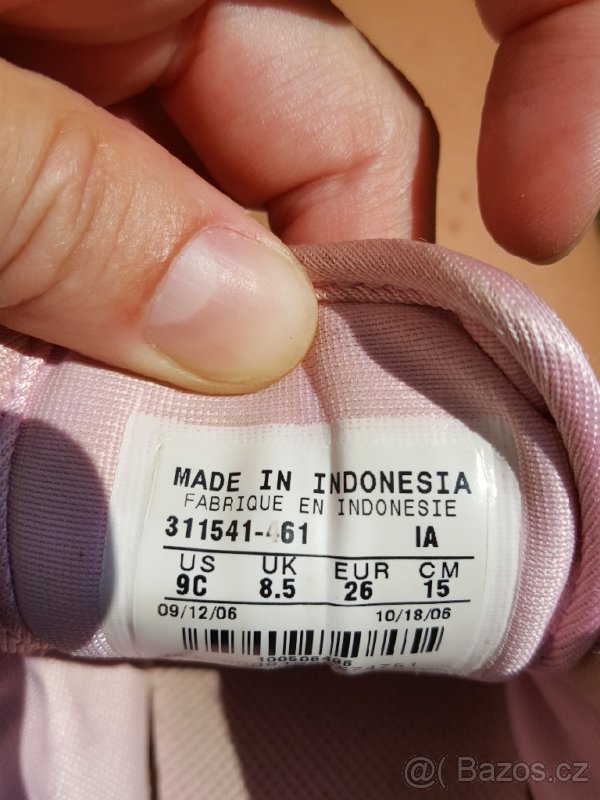 MADE IN INDONESIA
FABRIQUE EN INDONESIE
311541-461 IA
US UK EUR CM
9C 8.5 26 15
09/12/06 10/18/06
100506495
@( Bazos.cz